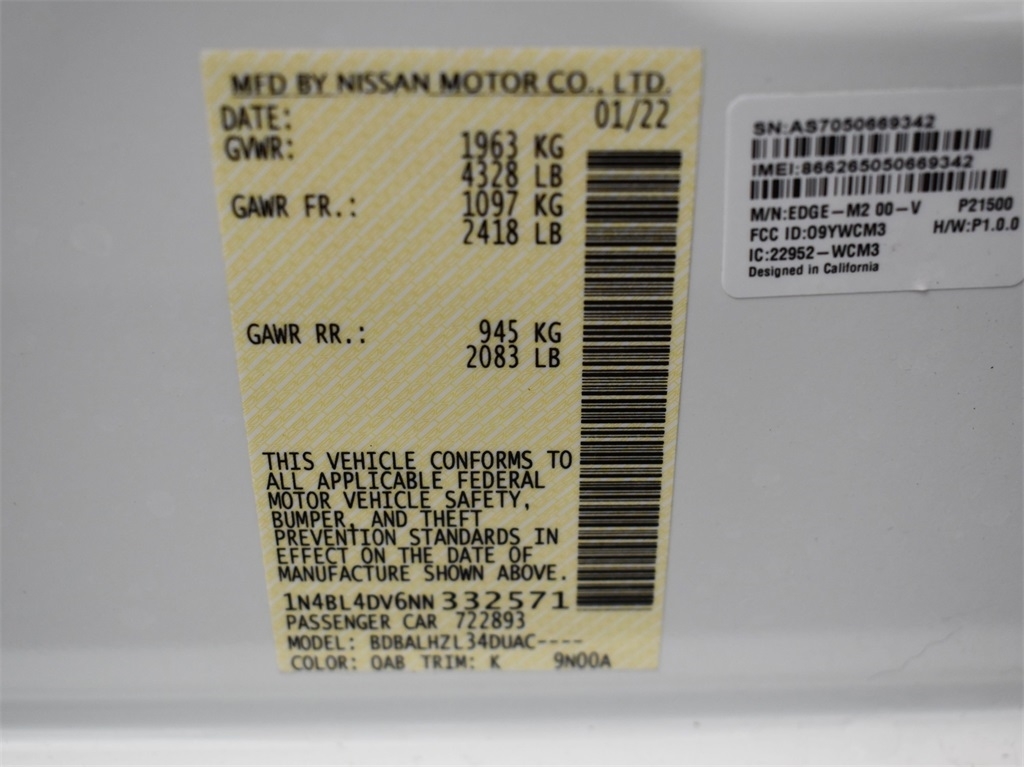 MFD BY NISSAN MOTOR CO., LTD.
DATE: 01/22
GVWR: 1963 KG
4328 LB
GAWR FR.: 1097 KG
2418 LB
GAWR RR.: 945 KG
2083 LB
THIS VEHICLE CONFORMS TO
ALL APPLICABLE FEDERAL
MOTOR VEHICLE SAFETY,
BUMPER, AND THEFT
PREVENTION STANDARDS IN
EFFECT ON THE DATE OF
MANUFACTURE SHOWN ABOVE.
1N4BL4DV6NN332571
PASSENGER CAR 722893
MODEL: BDBALHZL34DUAC----
COLOR: QAB TRIM: K 9N00A
SN:AS7050669342
IMEI:866265050669342
M/N:EDGE-M2 00-V P21500
FCC ID:O9YWCM3 H/W:P1.0.0
IC:22952-WCM3
Designed in California